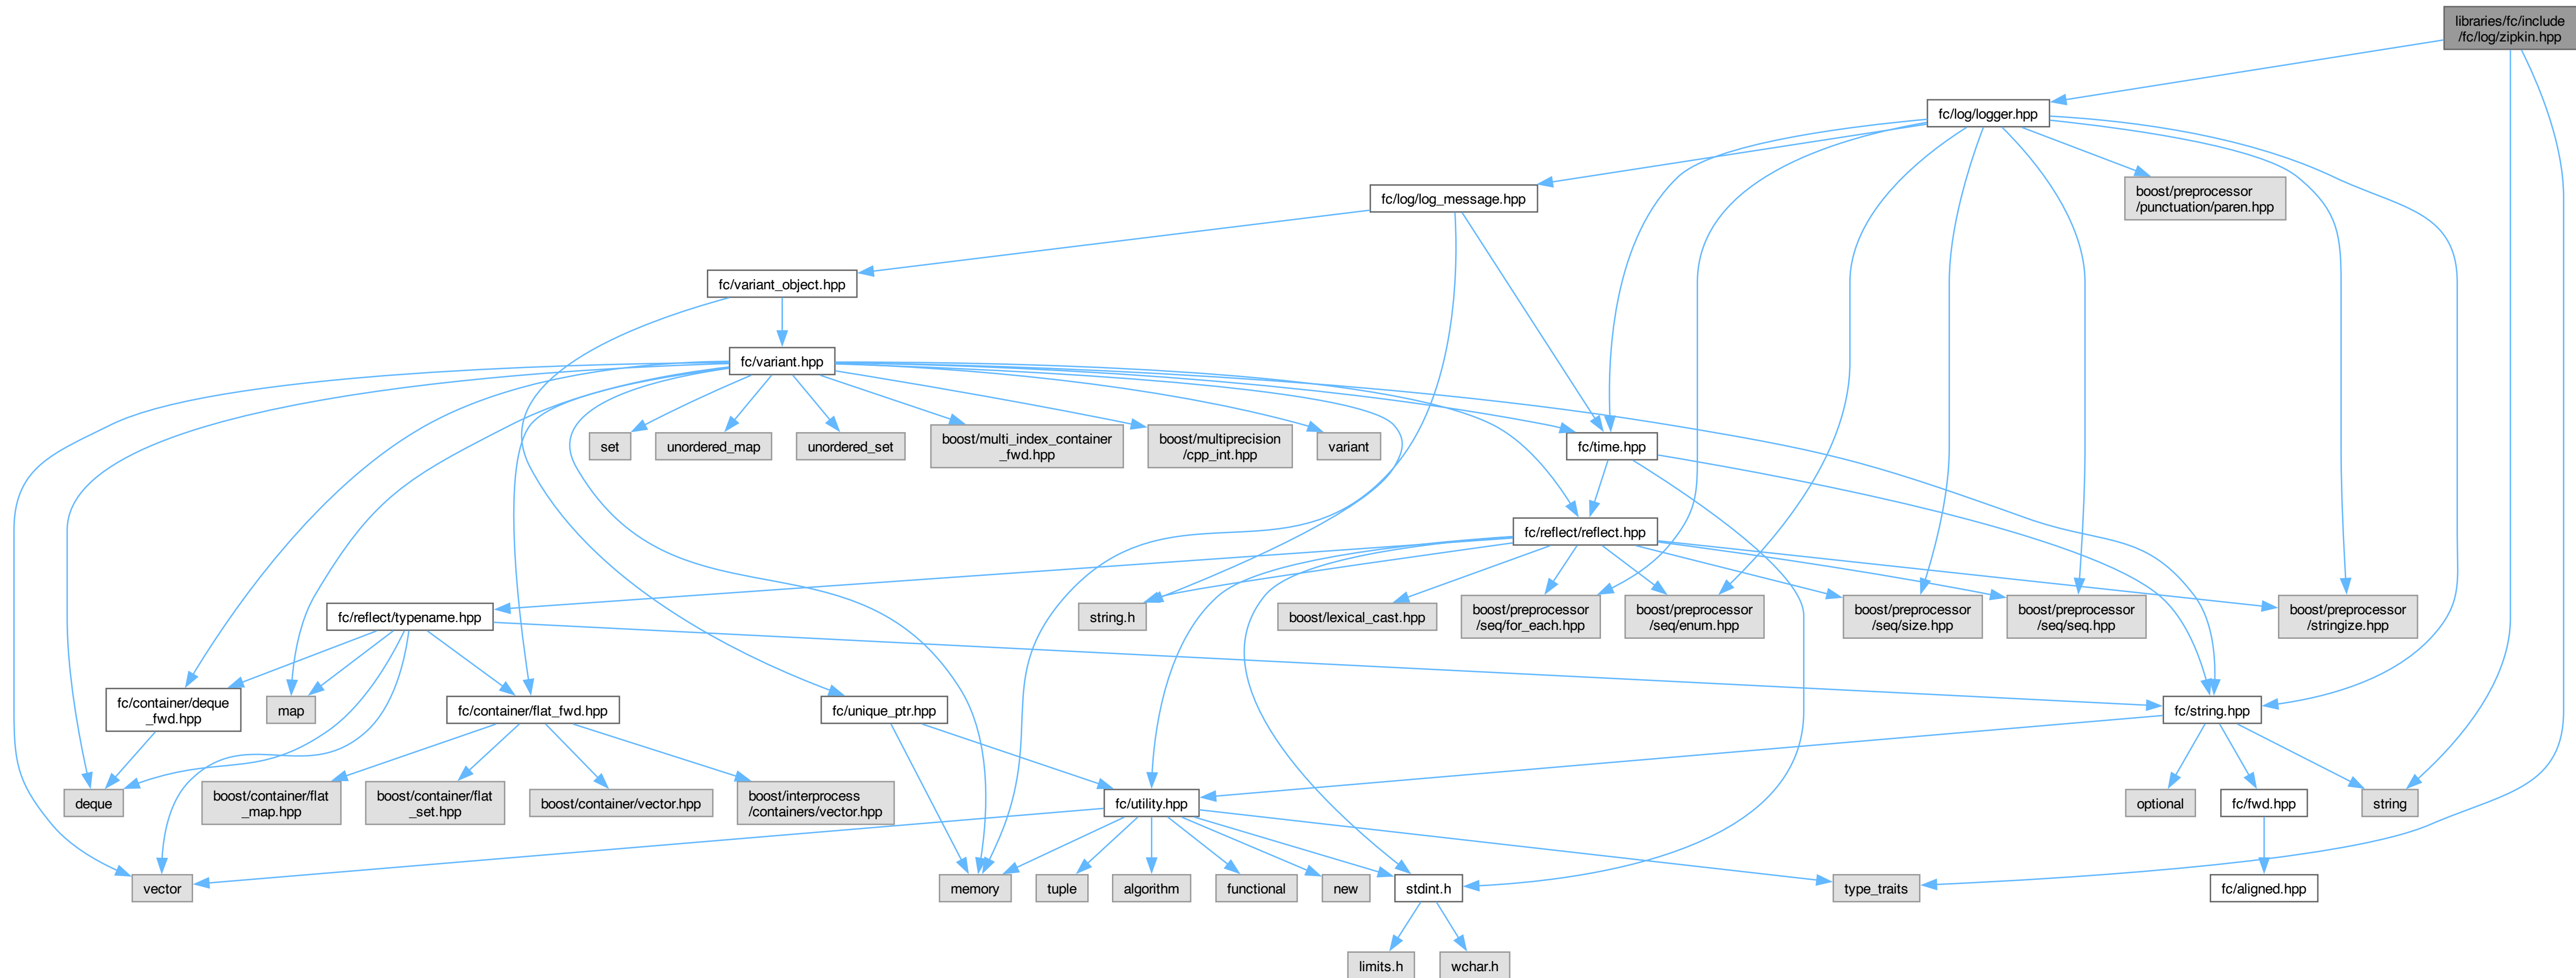 libraries/fc/include
/fc/log/zipkin.hpp
fc/log/logger.hpp
fc/log/log_message.hpp
boost/preprocessor
/punctuation/paren.hpp
fc/variant_object.hpp
fc/variant.hpp
set
unordered_map
unordered_set
boost/multi_index_container
_fwd.hpp
boost/multiprecision
/cpp_int.hpp
variant
fc/time.hpp
fc/reflect/reflect.hpp
fc/reflect/typename.hpp
string.h
boost/lexical_cast.hpp
boost/preprocessor
/seq/for_each.hpp
boost/preprocessor
/seq/enum.hpp
boost/preprocessor
/seq/size.hpp
boost/preprocessor
/seq/seq.hpp
boost/preprocessor
/stringize.hpp
fc/container/deque
_fwd.hpp
map
fc/container/flat_fwd.hpp
fc/unique_ptr.hpp
fc/string.hpp
deque
boost/container/flat
_map.hpp
boost/container/flat
_set.hpp
boost/container/vector.hpp
boost/interprocess
/containers/vector.hpp
fc/utility.hpp
optional
fc/fwd.hpp
string
vector
memory
tuple
algorithm
functional
new
stdint.h
type_traits
fc/aligned.hpp
limits.h
wchar.h